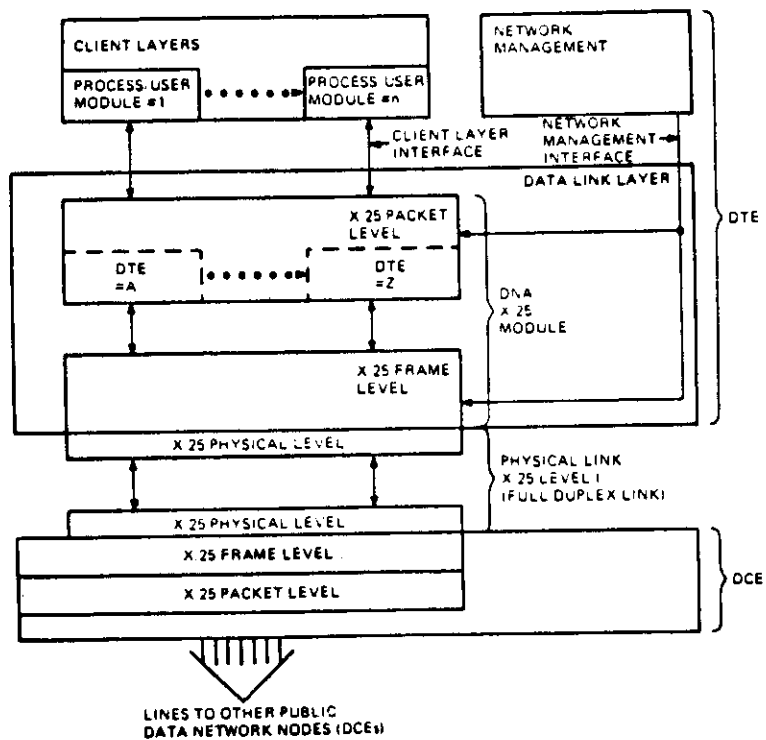 CLIENT LAYERS
PROCESS-USER
MODULE #1
PROCESS USER
MODULE #n
NETWORK
MANAGEMENT
CLIENT LAYER
INTERFACE
NETWORK
MANAGEMENT
INTERFACE
DATA LINK LAYER
DTE
X 25 PACKET
LEVEL
DTE
=A
DTE
=Z
DNA
X 25
MODULE
X 25 FRAME
LEVEL
X 25 PHYSICAL LEVEL
PHYSICAL LINK
X 25 LEVEL I
(FULL DUPLEX LINK)
X 25 PHYSICAL LEVEL
X.25 FRAME LEVEL
X 25 PACKET LEVEL
DCE
LINES TO OTHER PUBLIC
DATA NETWORK NODES (DCEs)